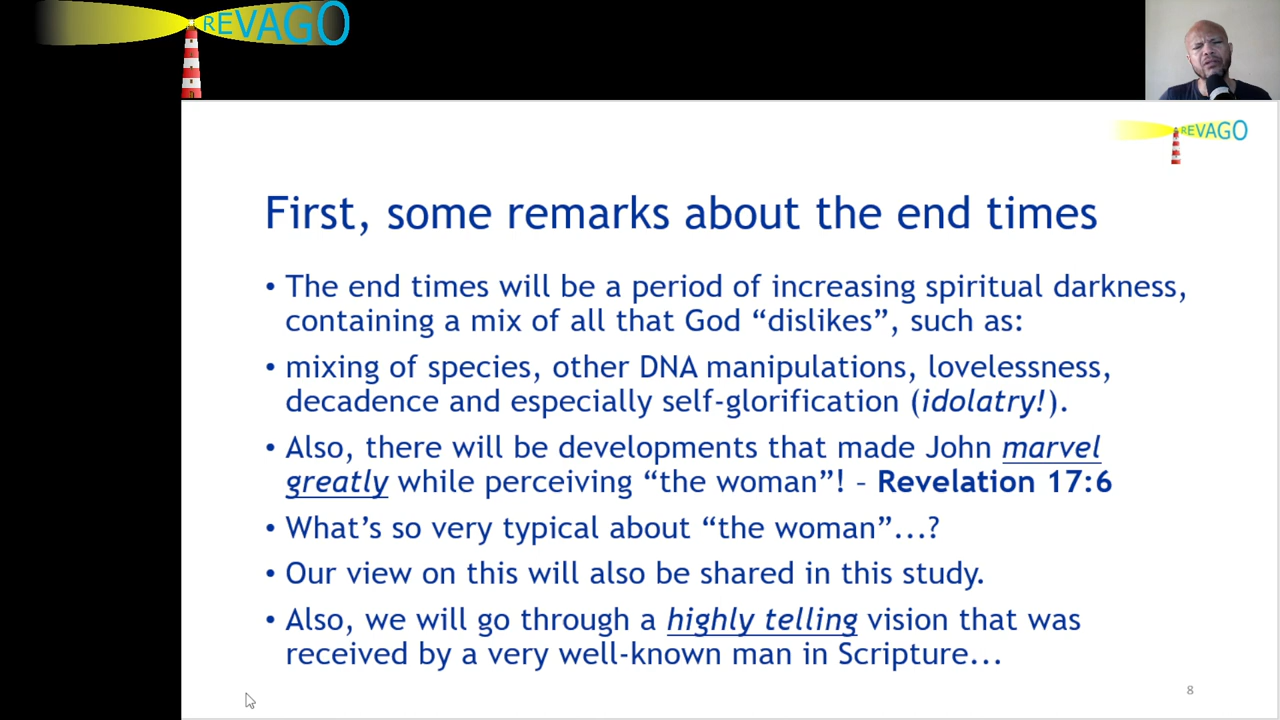 REVAGO
REVAGO
First, some remarks about the end times
• The end times will be a period of increasing spiritual darkness,
containing a mix of all that God “dislikes”, such as:
• mixing of species, other DNA manipulations, lovelessness,
decadence and especially self-glorification (idolatry!).
• Also, there will be developments that made John marvel
greatly while perceiving “the woman”! – Revelation 17:6
• What’s so very typical about “the woman”...?
• Our view on this will also be shared in this study.
• Also, we will go through a highly telling vision that was
received by a very well-known man in Scripture...
8